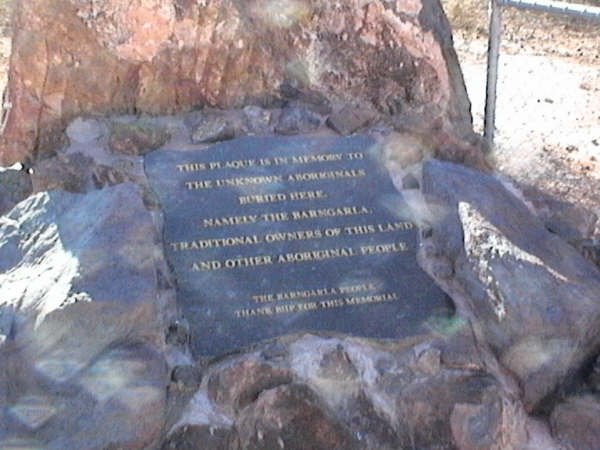 THIS PLAQUE IS IN MEMORY TO
THE UNKNOWN ABORIGINALS
BURIED HERE.
NAMELY THE BARNGARLA,
TRADITIONAL OWNERS OF THIS LAND
AND OTHER ABORIGINAL PEOPLE.
THE BARNGARLA PEOPLE
THANK BHP FOR THIS MEMORIAL